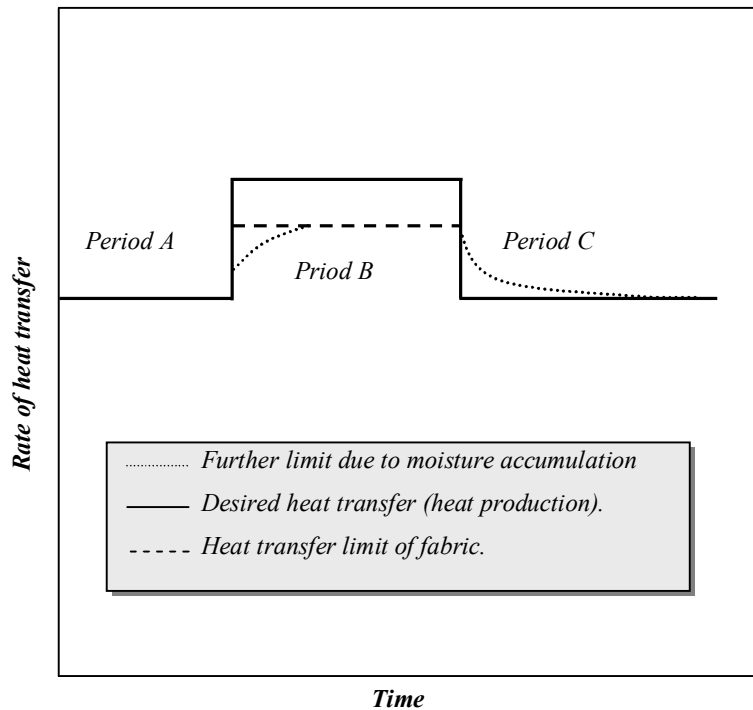 Period A
Period C
Priod B
Rate of heat transfer
Further limit due to moisture accumulation
Desired heat transfer (heat production).
Heat transfer limit of fabric.
Time